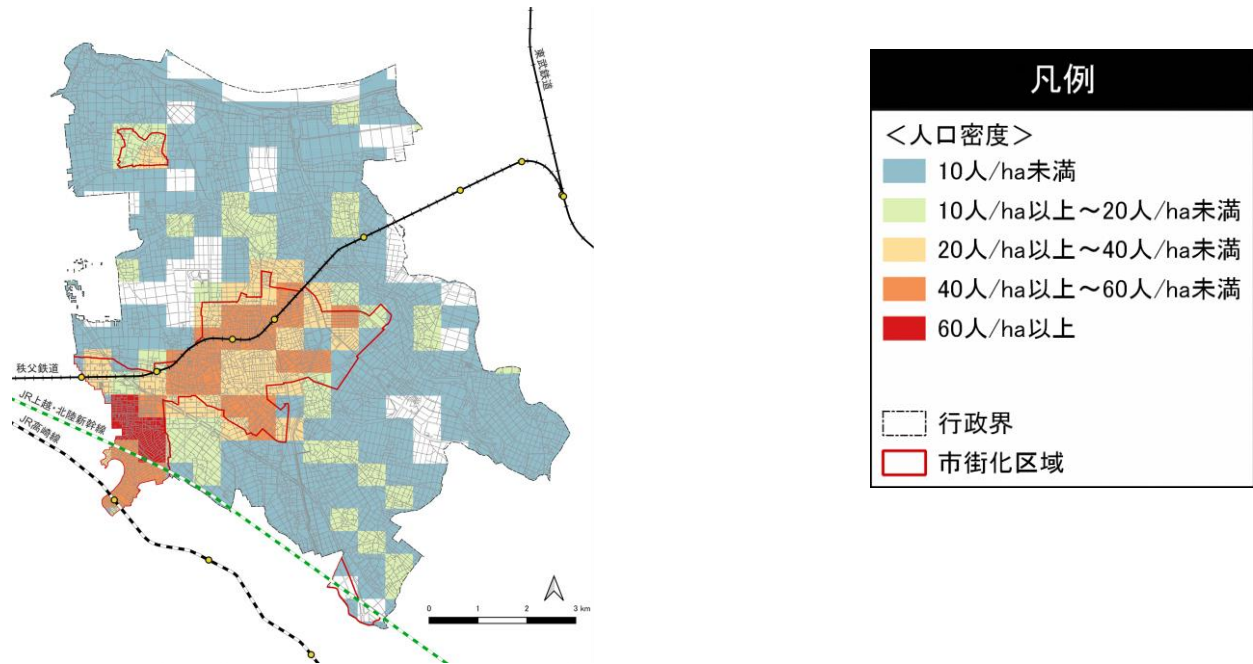 東武鉄道
秩父鉄道
JR上越・北陸新幹線
JR高崎線
0 1 2 3 km
凡例
<人口密度>
10人/ha未満
10人/ha以上～20人/ha未満
20人/ha以上～40人/ha未満
40人/ha以上～60人/ha未満
60人/ha以上
行政界
市街化区域